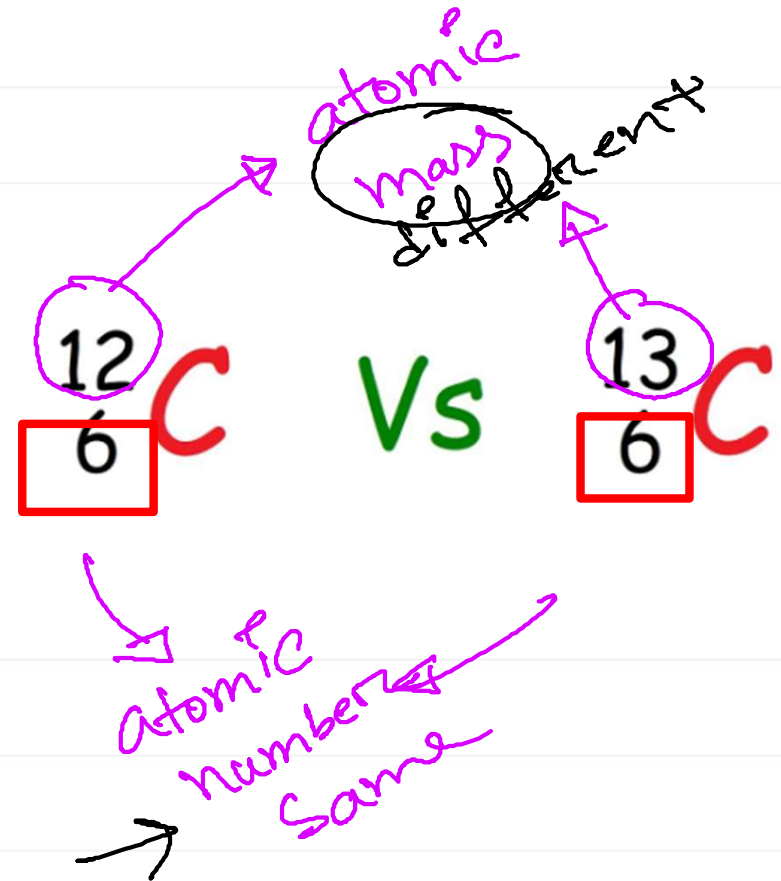 atomic
mass
different
12 C Vs 13 C
6 6
atomic
number
same